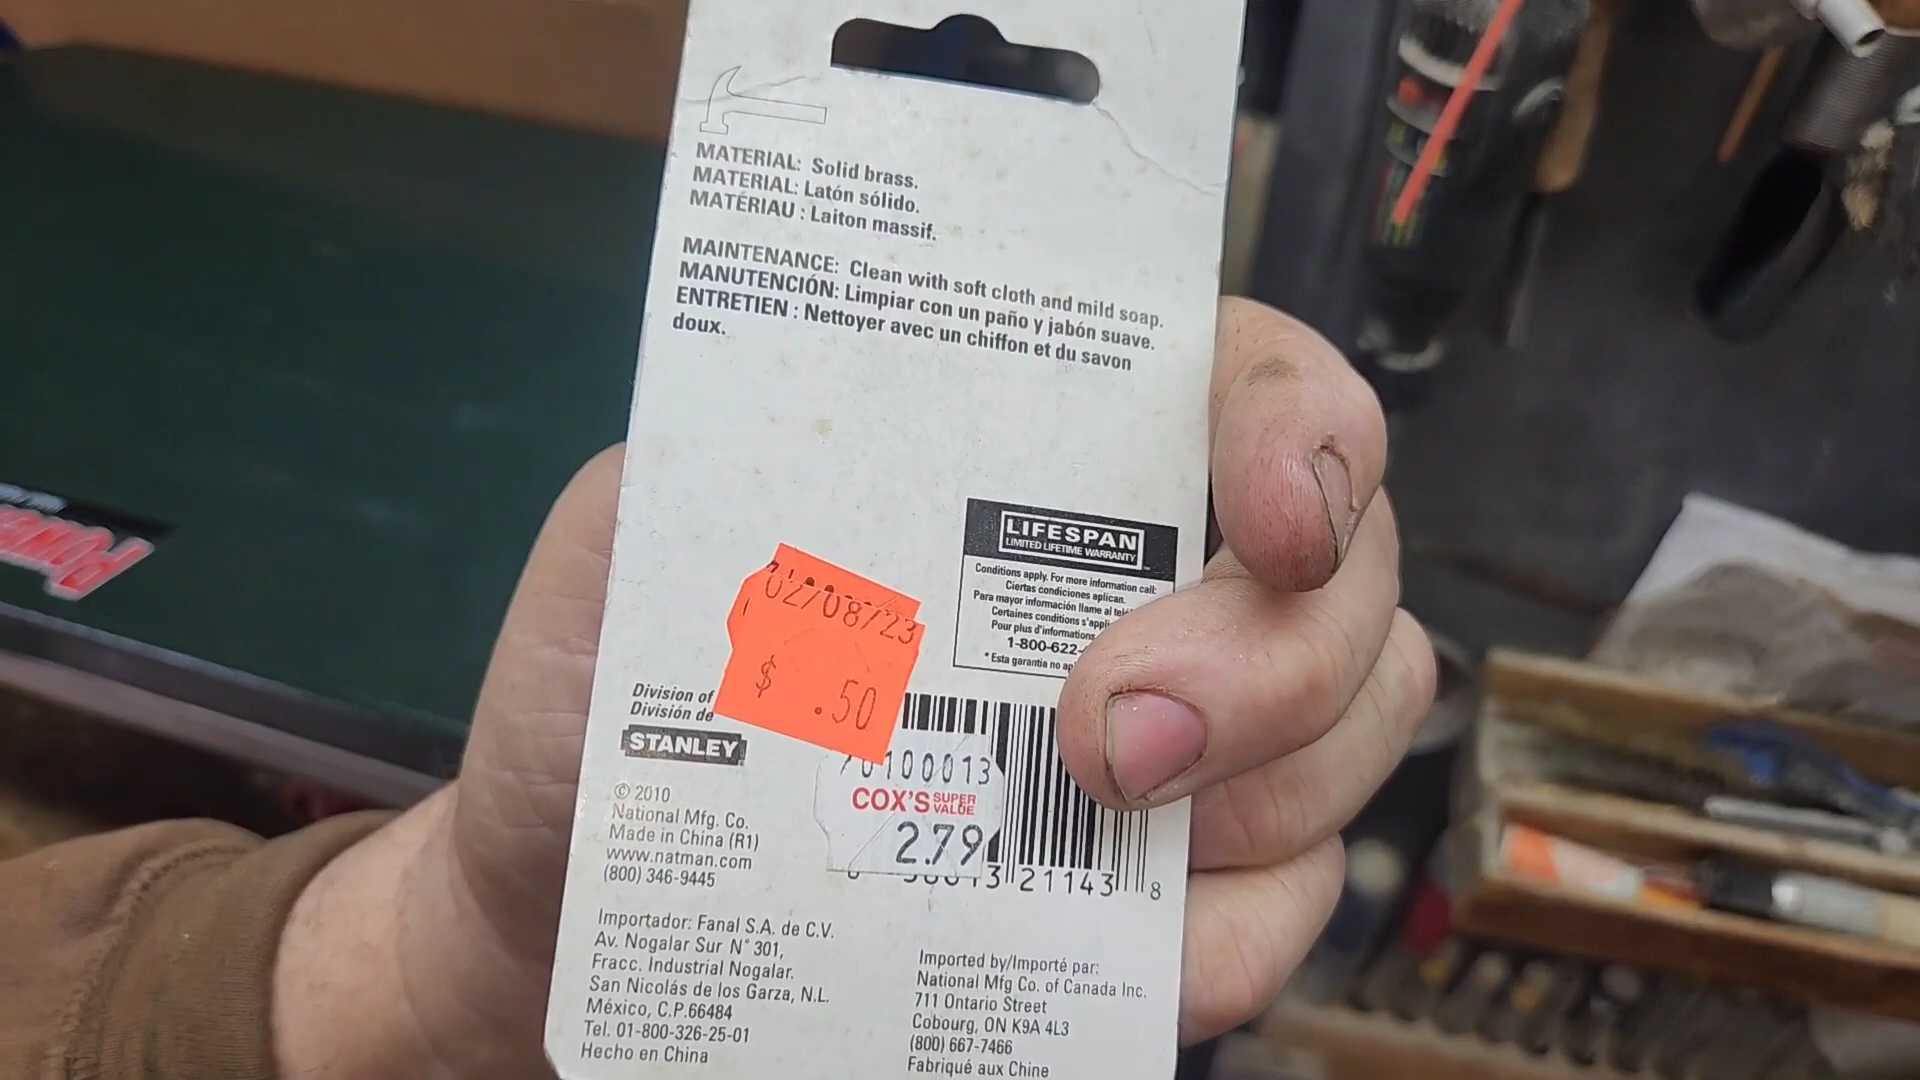 MATERIAL: Solid brass.
MATERIAL: Latón sólido.
MATÉRIAU : Laiton massif.
MAINTENANCE: Clean with soft cloth and mild soap.
MANUTENCIÓN: Limpiar con un paño y jabón suave.
ENTRETIEN : Nettoyer avec un chiffon et du savon
doux.
LIFESPAN
LIMITED LIFETIME WARRANTY
Conditions apply. For more information call:
Ciertas condiciones aplican.
Para mayor información llame al
Certaines conditions
Pour plus d'informations
1-800-622-
* Esta garantía no
02/08/23
$ .50
Division of
División de
STANLEY
© 2010
National Mfg. Co.
Made in China (R1)
www.natman.com
(800) 346-9445
0100013
COX'S SUPER VALUE
2.79
21143 8
Importador: Fanal S.A. de C.V.
Av. Nogalar Sur N° 301,
Fracc. Industrial Nogalar.
San Nicolás de los Garza, N.L.
México, C.P.66484
Tel. 01-800-326-25-01
Hecho en China
Imported by/Importé par:
National Mfg Co. of Canada Inc.
711 Ontario Street
Cobourg, ON K9A 4L3
(800) 667-7466
Fabriqué aux Chine